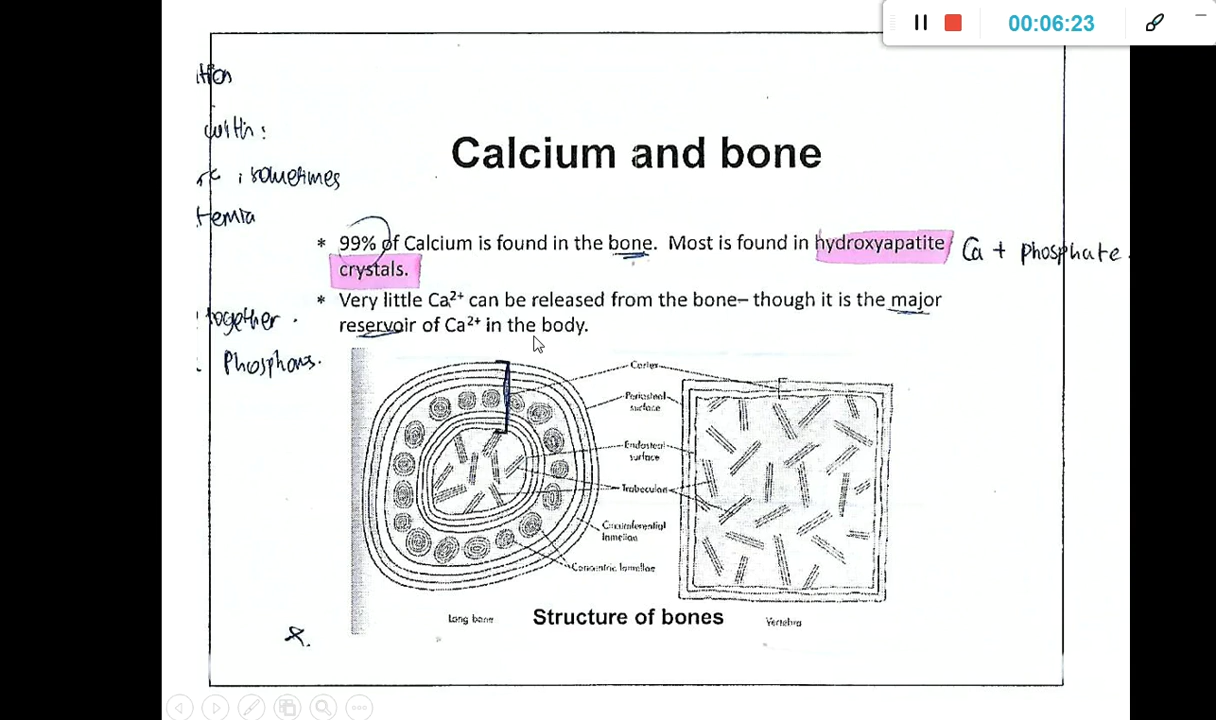 00:06:23
with:
sometimes
Calcium and bone
* 99% of Calcium is found in the bone. Most is found in hydroxyapatite Ca + phosphate.
crystals.
* Very little Ca²⁺ can be released from the bone– though it is the major
reservoir of Ca²⁺ in the body.
together.
Cortex
Periosteal
surface
Endosteal
surface
Trabeculan
Circumferential
lamellae
Concentric lamellae
Long bone
Structure of bones
Vertebra